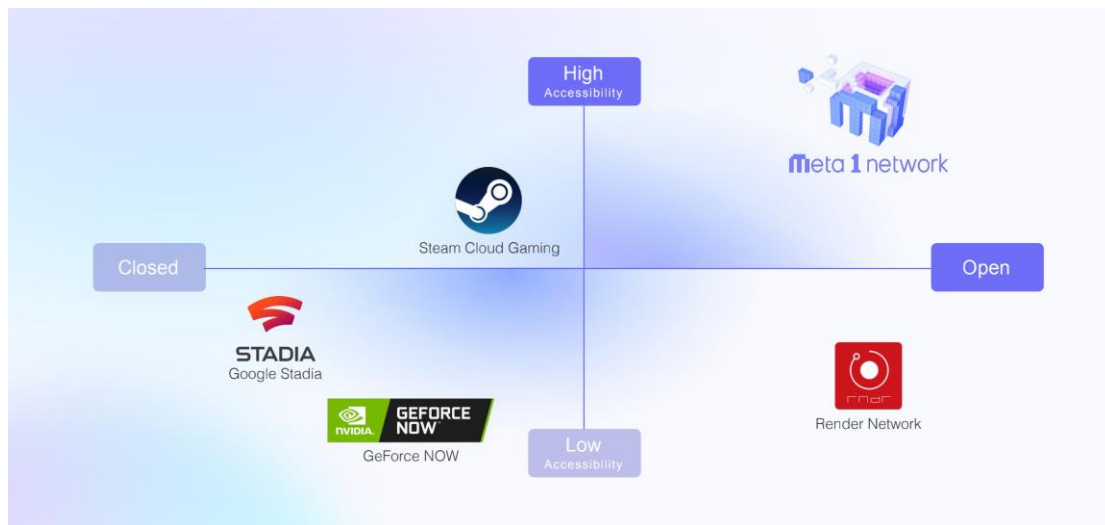 High
Accessibility
Meta 1 network
Steam Cloud Gaming
Closed
Open
STADIA
Google Stadia
NVIDIA.
GEFORCE
NOW
GeForce NOW
rndr
Render Network
Low
Accessibility